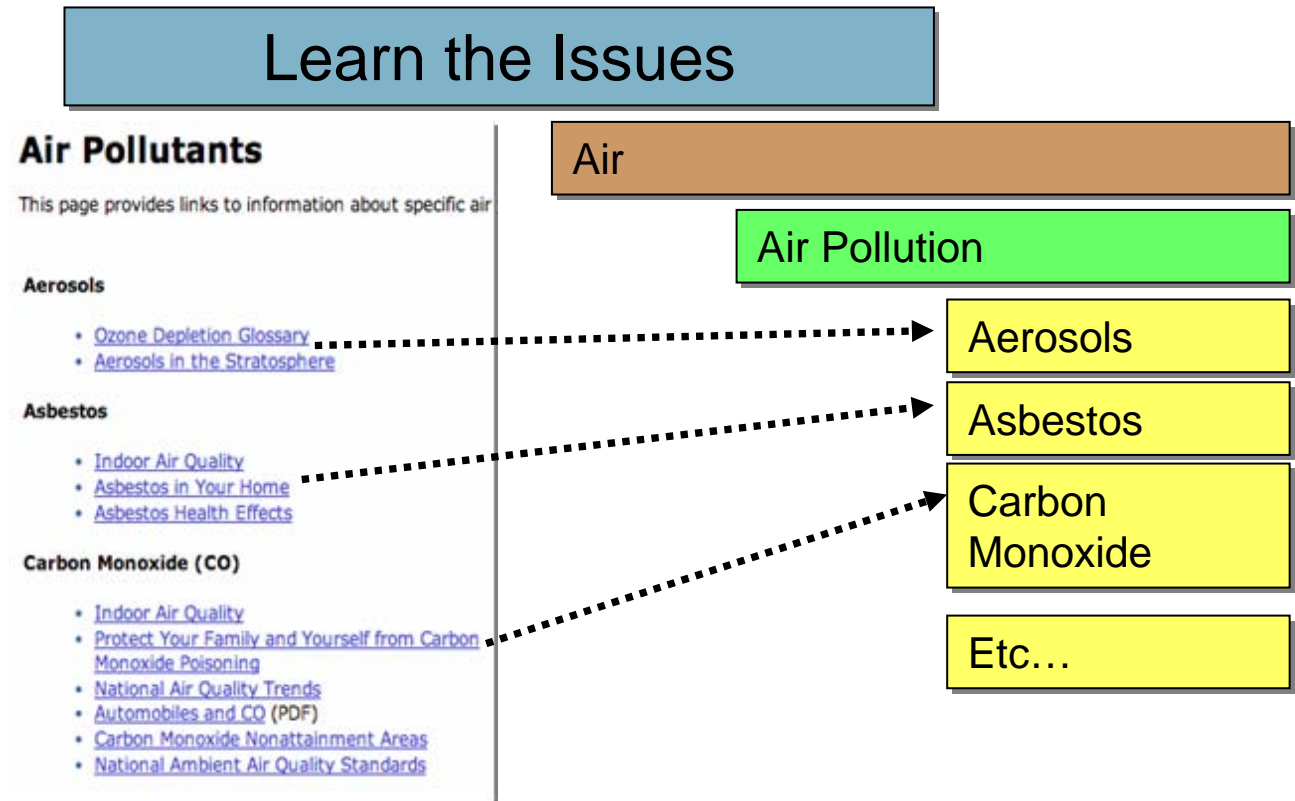 Learn the Issues
Air Pollutants
This page provides links to information about specific air
Aerosols
• Ozone Depletion Glossary
• Aerosols in the Stratosphere
Asbestos
• Indoor Air Quality
• Asbestos in Your Home
• Asbestos Health Effects
Carbon Monoxide (CO)
• Indoor Air Quality
• Protect Your Family and Yourself from Carbon
Monoxide Poisoning
• National Air Quality Trends
• Automobiles and CO (PDF)
• Carbon Monoxide Nonattainment Areas
• National Ambient Air Quality Standards
Air
Air Pollution
Aerosols
Asbestos
Carbon
Monoxide
Etc…